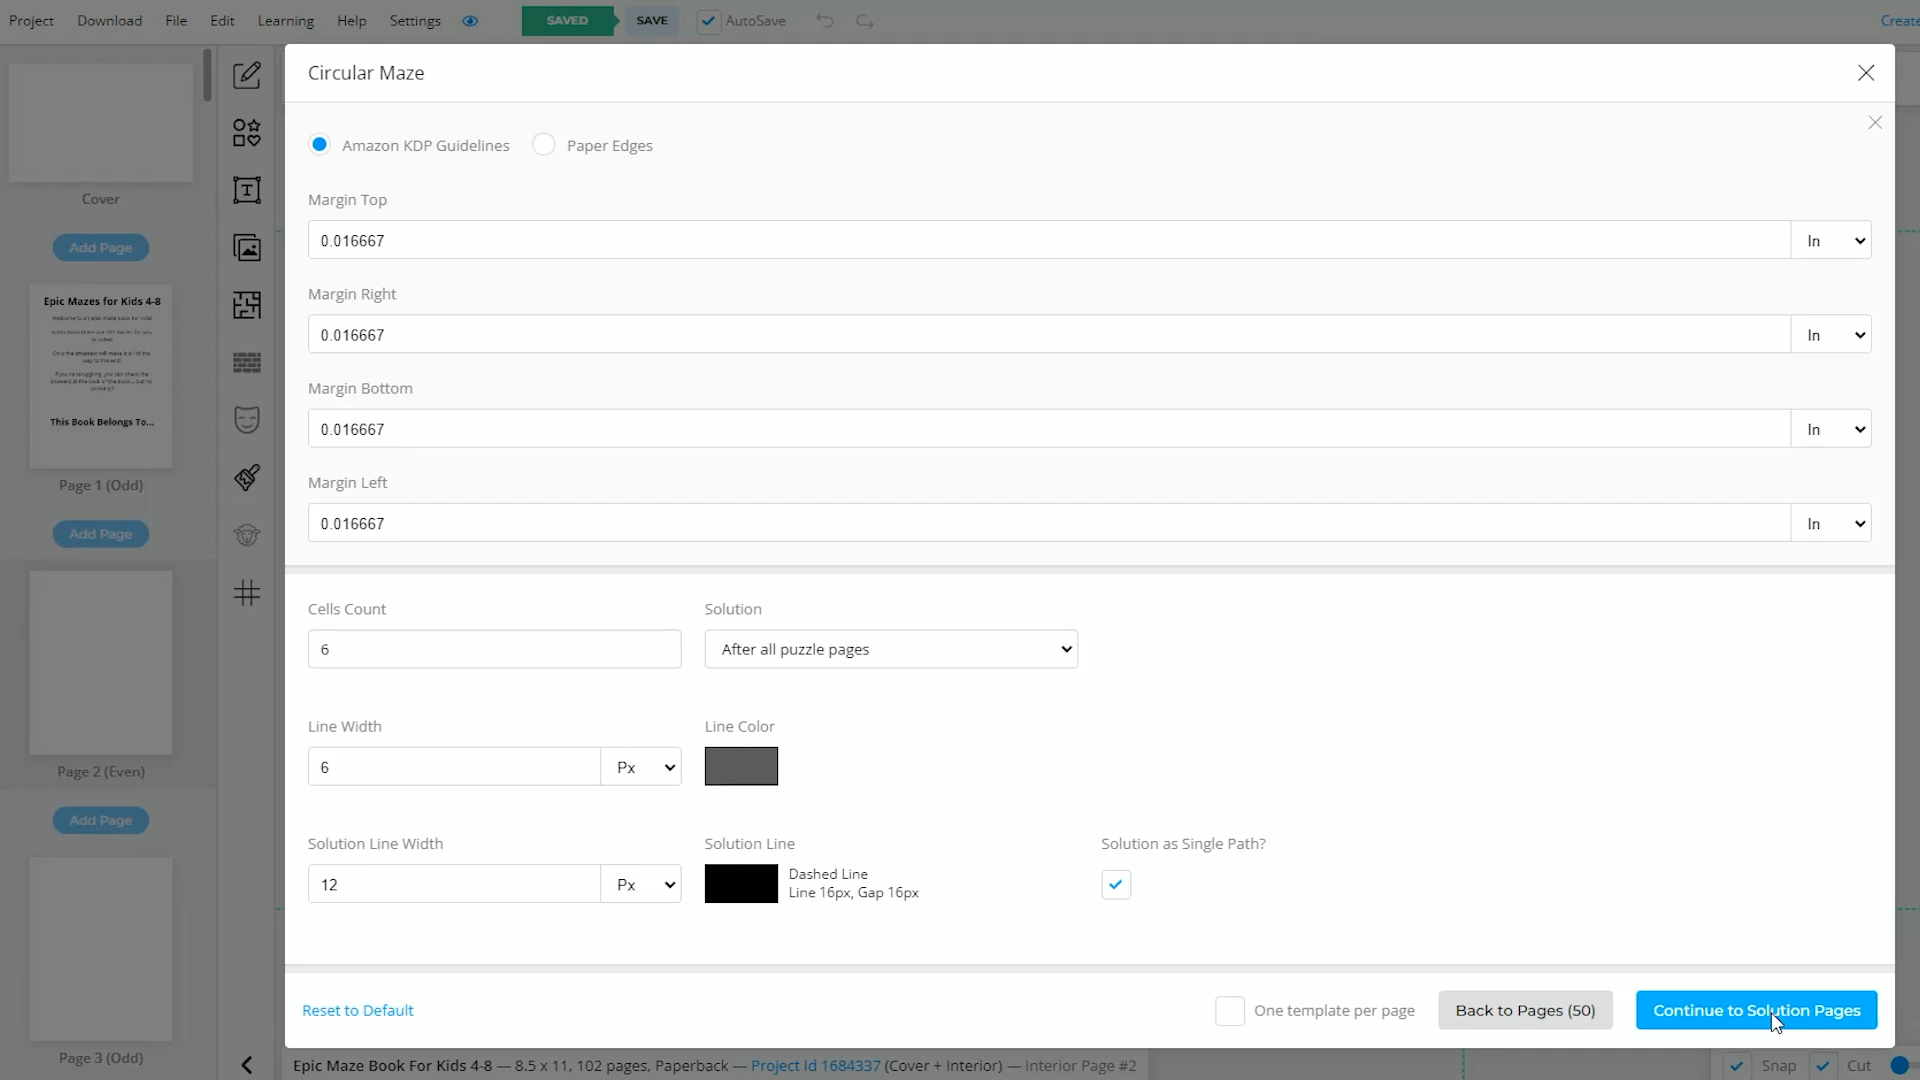 Project Download File Edit Learning Help Settings SAVED SAVE AutoSave Create
Circular Maze
Amazon KDP Guidelines Paper Edges
Margin Top
0.016667 In
Margin Right
0.016667 In
Margin Bottom
0.016667 In
Margin Left
0.016667 In
Cells Count Solution
6 After all puzzle pages
Line Width Line Color
6 Px
Solution Line Width Solution Line Solution as Single Path?
12 Px Dashed Line
Line 16px, Gap 16px
Reset to Default One template per page Back to Pages (50) Continue to Solution Pages
Cover
Add Page
Epic Mazes for Kids 4-8
This Book Belongs To...
Page 1 (Odd)
Add Page
Page 2 (Even)
Add Page
Page 3 (Odd)
Epic Maze Book For Kids 4-8 — 8.5 x 11, 102 pages, Paperback — Project Id 1684337 (Cover + Interior) — Interior Page #2 Snap Cut